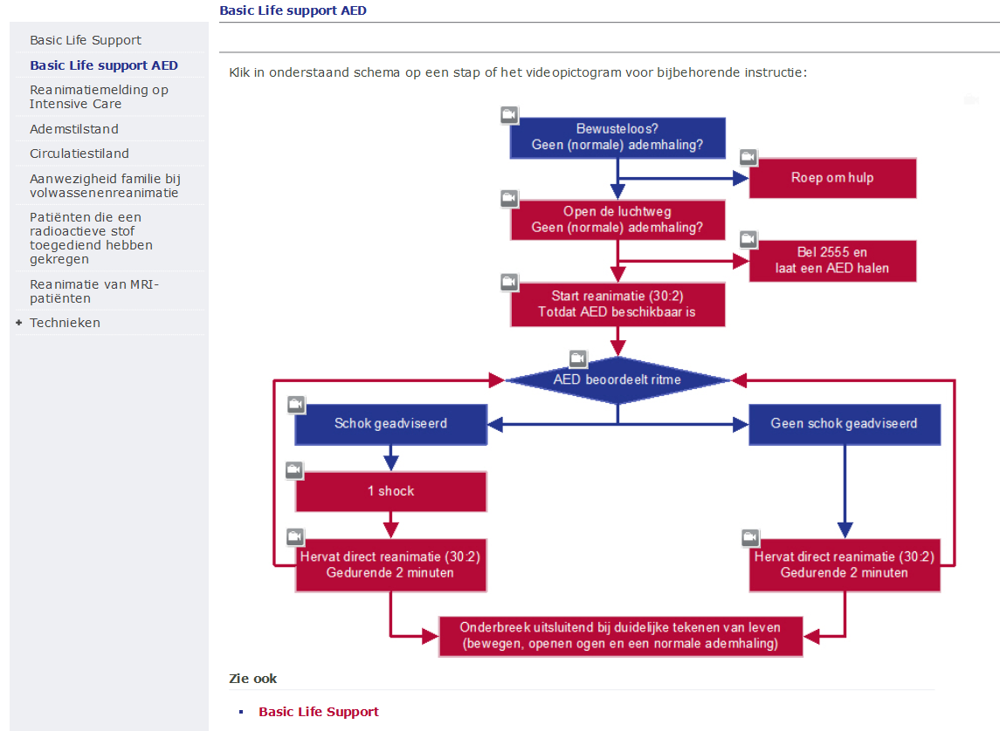 Basic Life support AED
Basic Life Support
Basic Life support AED
Reanimatiemelding op
Intensive Care
Ademstilstand
Circulatiestiland
Aanwezigheid familie bij
volwassenenreanimatie
Patiënten die een
radioactieve stof
toegediend hebben
gekregen
Reanimatie van MRI-
patiënten
+ Technieken
Klik in onderstaand schema op een stap of het videopictogram voor bijbehorende instructie:
Bewusteloos?
Geen (normale) ademhaling?
Roep om hulp
Open de luchtweg
Geen (normale) ademhaling?
Bel 2555 en
laat een AED halen
Start reanimatie (30:2)
Totdat AED beschikbaar is
AED beoordeelt ritme
Schok geadviseerd
Geen schok geadviseerd
1 shock
Hervat direct reanimatie (30:2)
Gedurende 2 minuten
Hervat direct reanimatie (30:2)
Gedurende 2 minuten
Onderbreek uitsluitend bij duidelijke tekenen van leven
(bewegen, openen ogen en een normale ademhaling)
Zie ook
Basic Life Support